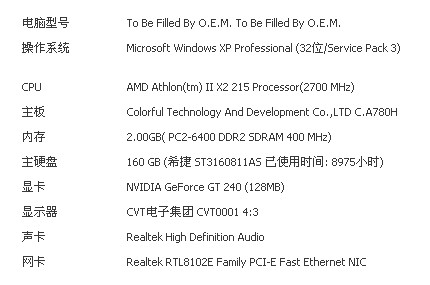 电脑型号 To Be Filled By O.E.M. To Be Filled By O.E.M.
操作系统 Microsoft Windows XP Professional (32位/Service Pack 3)
CPU AMD Athlon(tm) II X2 215 Processor(2700 MHz)
主板 Colorful Technology And Development Co.,LTD C.A780H
内存 2.00GB( PC2-6400 DDR2 SDRAM 400 MHz)
主硬盘 160 GB (希捷 ST3160811AS 已使用时间: 8975小时)
显卡 NVIDIA GeForce GT 240 (128MB)
显示器 CVT电子集团 CVT0001 4:3
声卡 Realtek High Definition Audio
网卡 Realtek RTL8102E Family PCI-E Fast Ethernet NIC